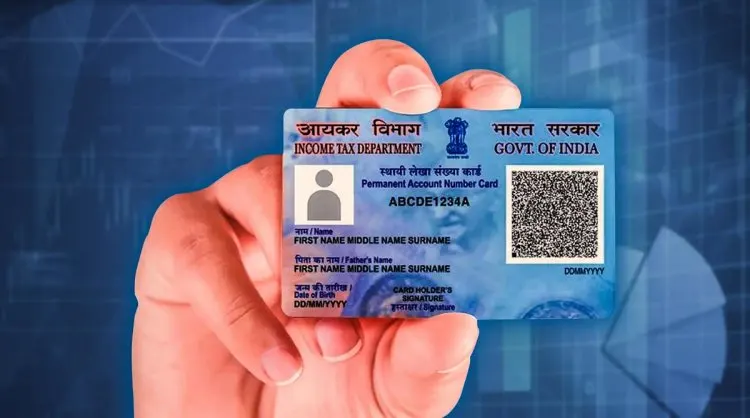 आयकर विभाग
INCOME TAX DEPARTMENT
भारत सरकार
GOVT. OF INDIA
स्थायी लेखा संख्या कार्ड
Permanent Account Number Card
ABCDE1234A
नाम / Name
FIRST NAME MIDDLE NAME SURNAME
पिता का नाम / Father's Name
FIRST NAME MIDDLE NAME SURNAME
जन्म की तारीख /
Date of Birth
DD/MM/YYYY
CARD HOLDER'S
SIGNATURE
हस्ताक्षर / Signature
DDMMYYYY